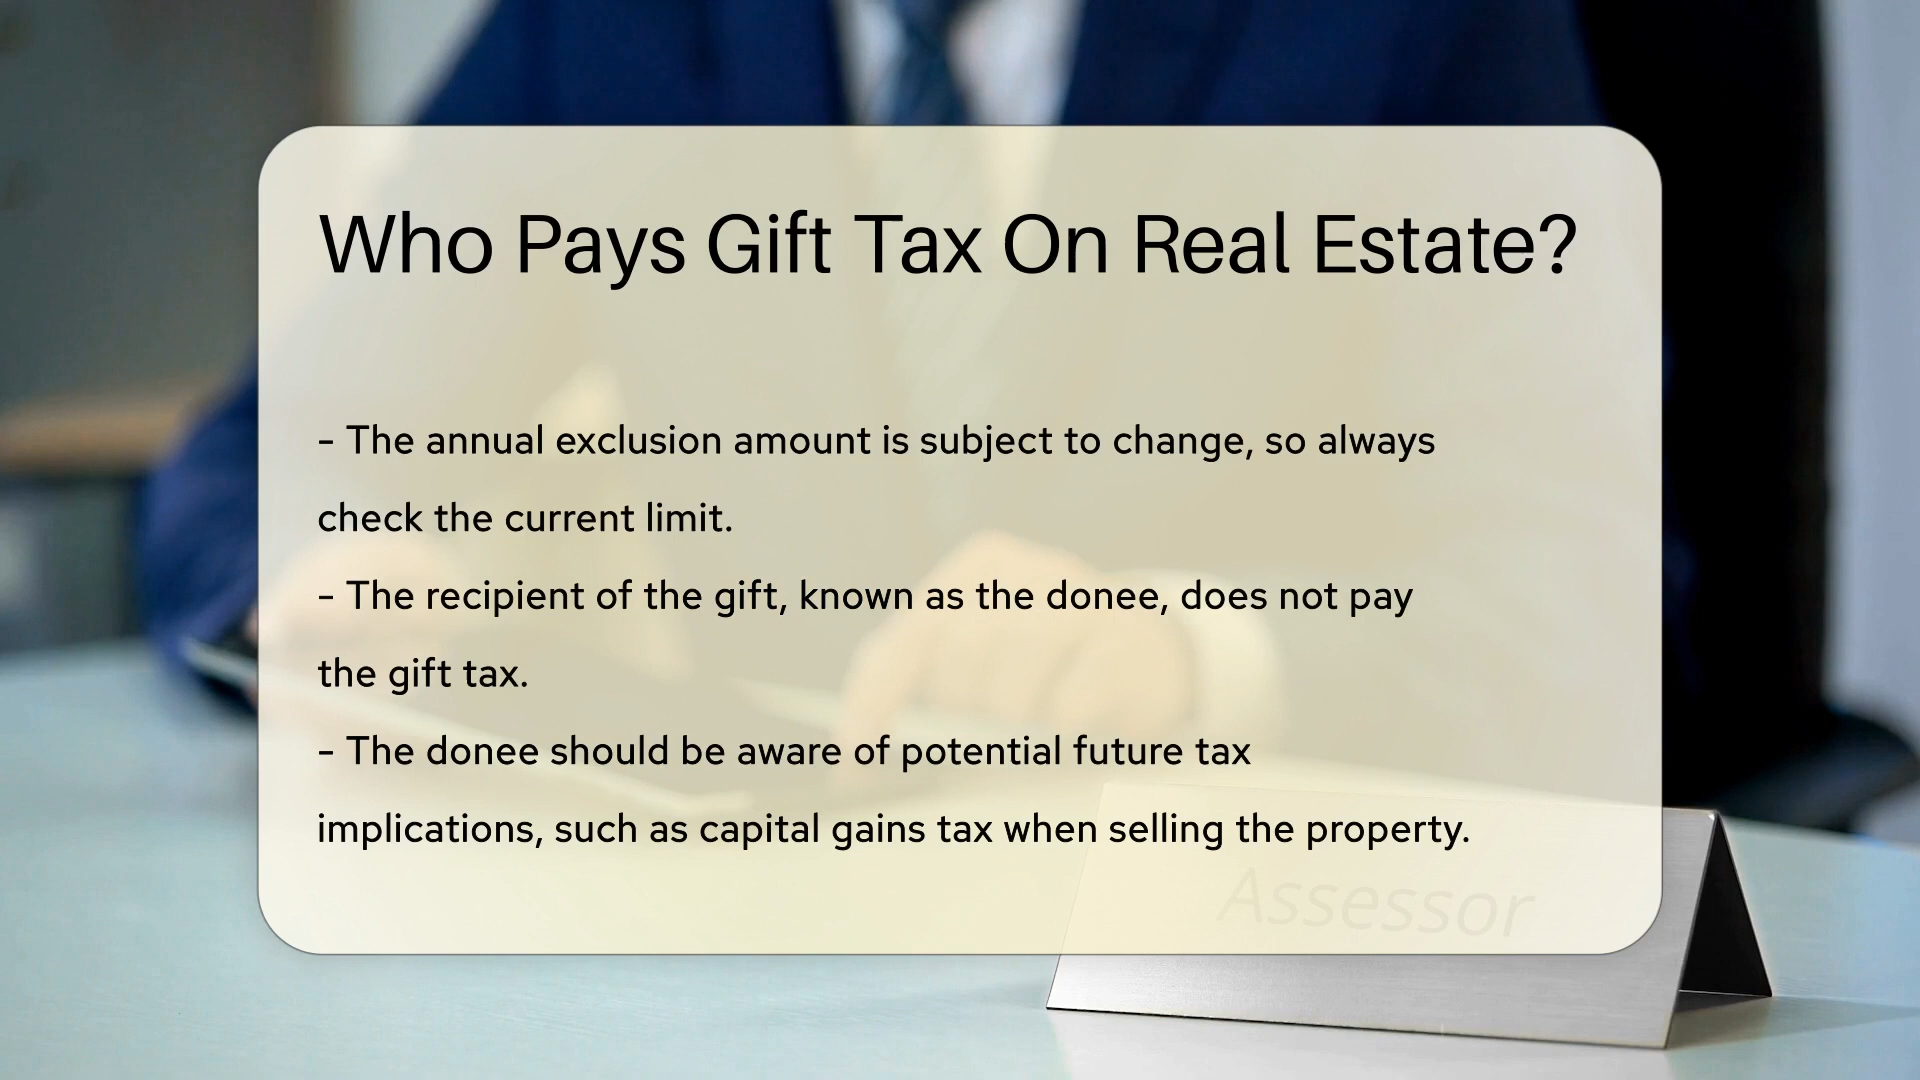 Who Pays Gift Tax On Real Estate?
- The annual exclusion amount is subject to change, so always
check the current limit.
- The recipient of the gift, known as the donee, does not pay
the gift tax.
- The donee should be aware of potential future tax
implications, such as capital gains tax when selling the property.
Assessor